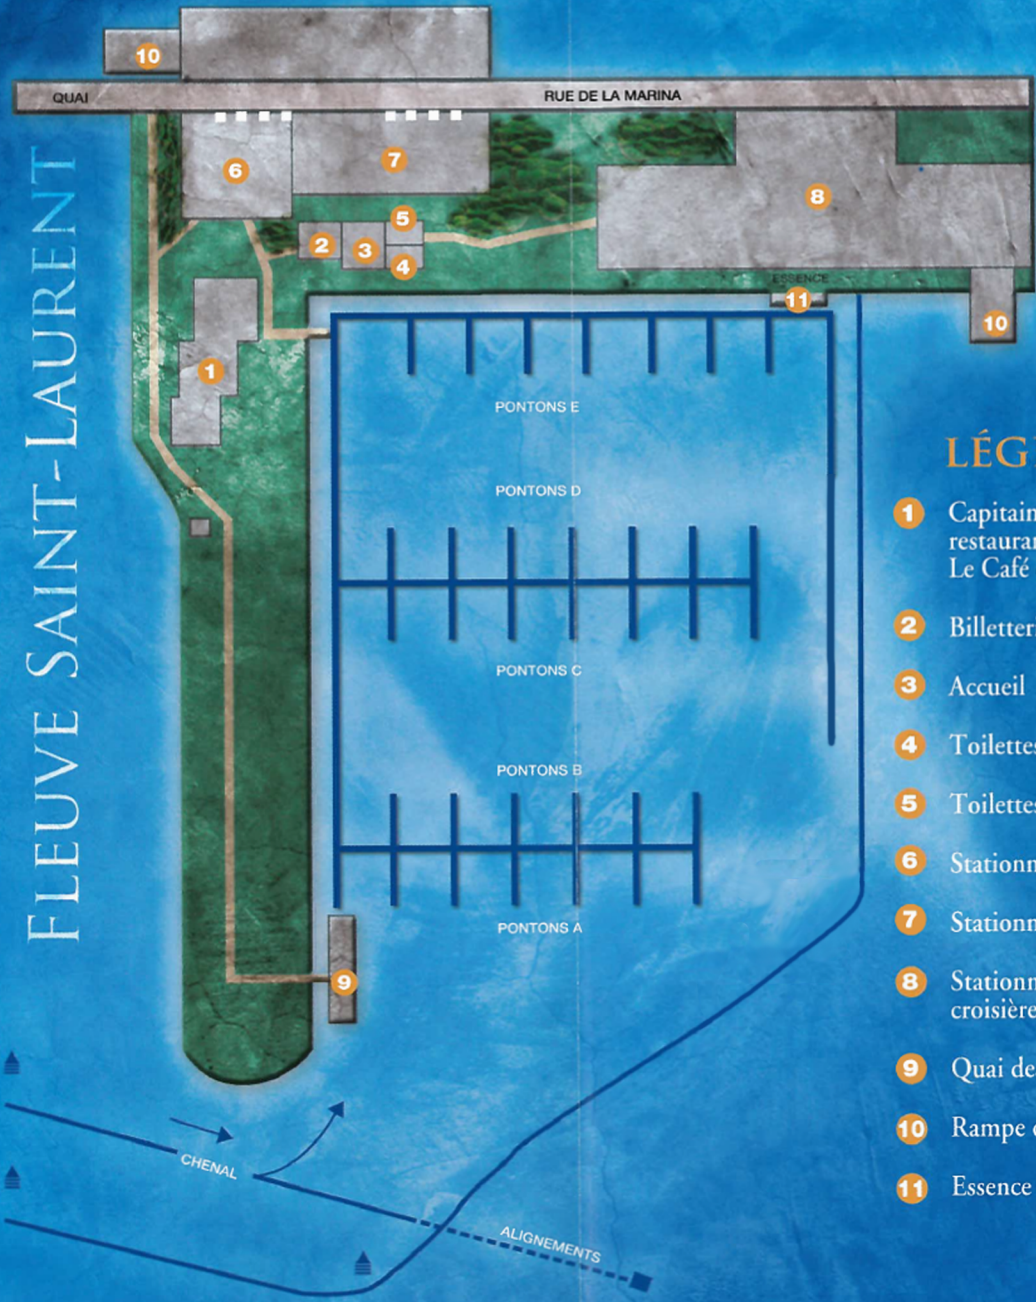 10
QUAI
RUE DE LA MARINA
6
7
8
5
2
3
4
ESSENCE
11
10
1
PONTONS E
PONTONS D
PONTONS C
PONTONS B
PONTONS A
9
FLEUVE SAINT-LAURENT
CHENAL
ALIGNEMENTS
LÉG
1 Capitain
restauran
Le Café
2 Billetter
3 Accueil
4 Toilettes
5 Toilettes
6 Stationn
7 Stationn
8 Stationn
croisière
9 Quai de
10 Rampe
11 Essence